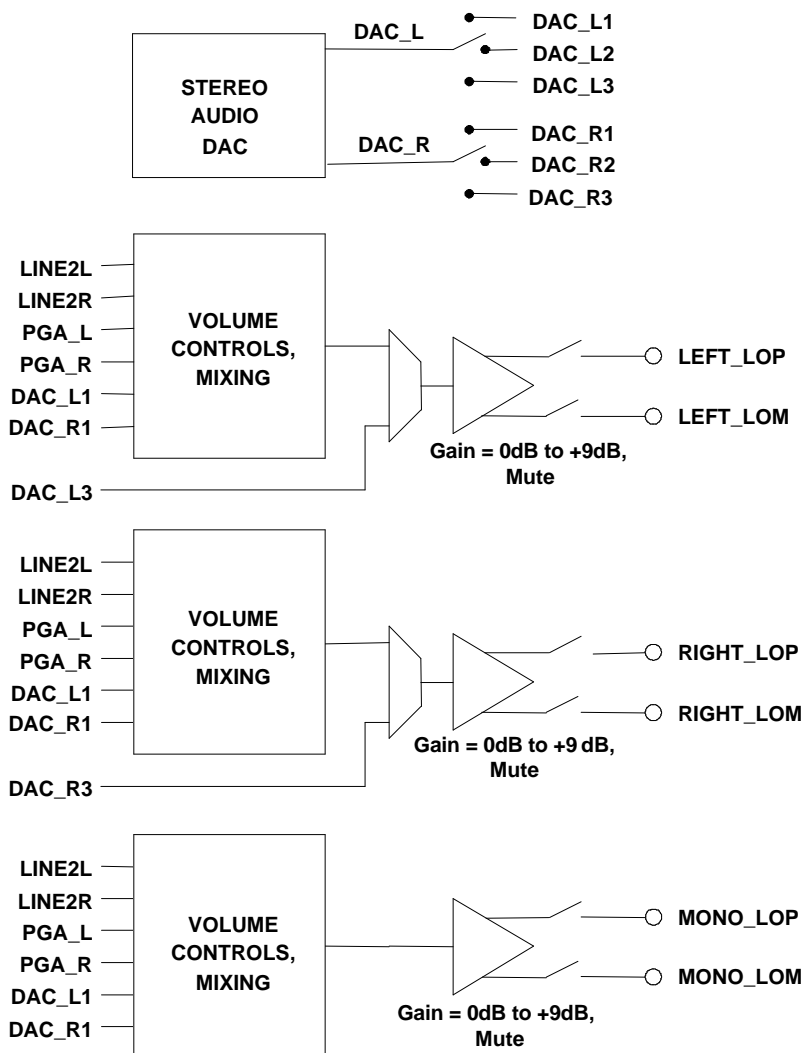 DAC_L
DAC_L1
DAC_L2
DAC_L3
STEREO
AUDIO
DAC
DAC_R
DAC_R1
DAC_R2
DAC_R3
LINE2L
LINE2R
PGA_L
PGA_R
DAC_L1
DAC_R1
DAC_L3
VOLUME
CONTROLS,
MIXING
LEFT_LOP
LEFT_LOM
Gain = 0dB to +9dB,
Mute
LINE2L
LINE2R
PGA_L
PGA_R
DAC_L1
DAC_R1
DAC_R3
VOLUME
CONTROLS,
MIXING
RIGHT_LOP
RIGHT_LOM
Gain = 0dB to +9 dB,
Mute
LINE2L
LINE2R
PGA_L
PGA_R
DAC_L1
DAC_R1
VOLUME
CONTROLS,
MIXING
MONO_LOP
MONO_LOM
Gain = 0dB to +9dB,
Mute